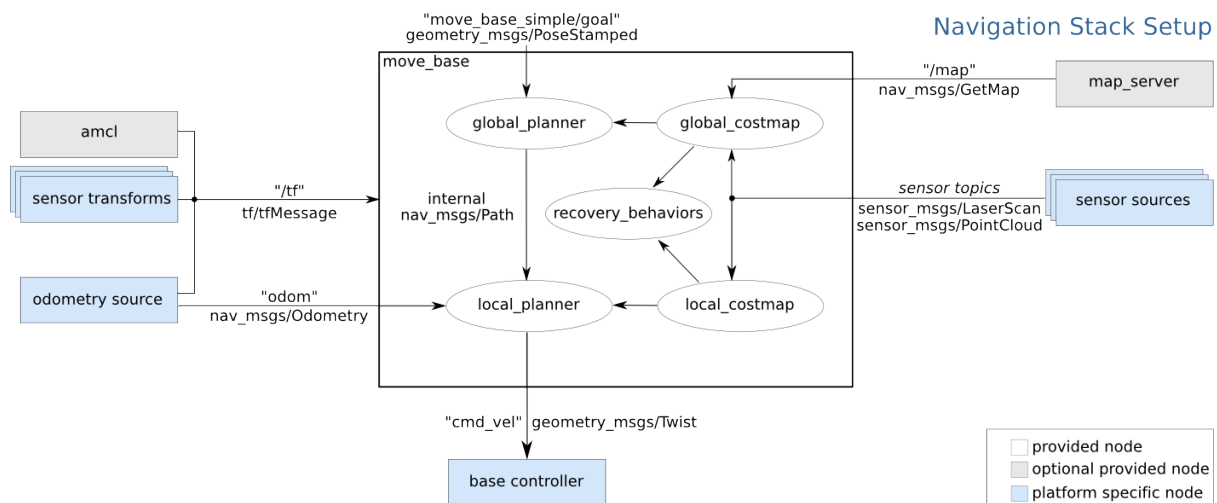 Navigation Stack Setup
"move_base_simple/goal"
geometry_msgs/PoseStamped
move_base
"/map"
nav_msgs/GetMap
map_server
amcl
global_planner
global_costmap
sensor transforms
"/tf"
tf/tfMessage
internal
nav_msgs/Path
recovery_behaviors
sensor topics
sensor_msgs/LaserScan
sensor_msgs/PointCloud
sensor sources
odometry source
"odom"
nav_msgs/Odometry
local_planner
local_costmap
"cmd_vel" geometry_msgs/Twist
base controller
provided node
optional provided node
platform specific node